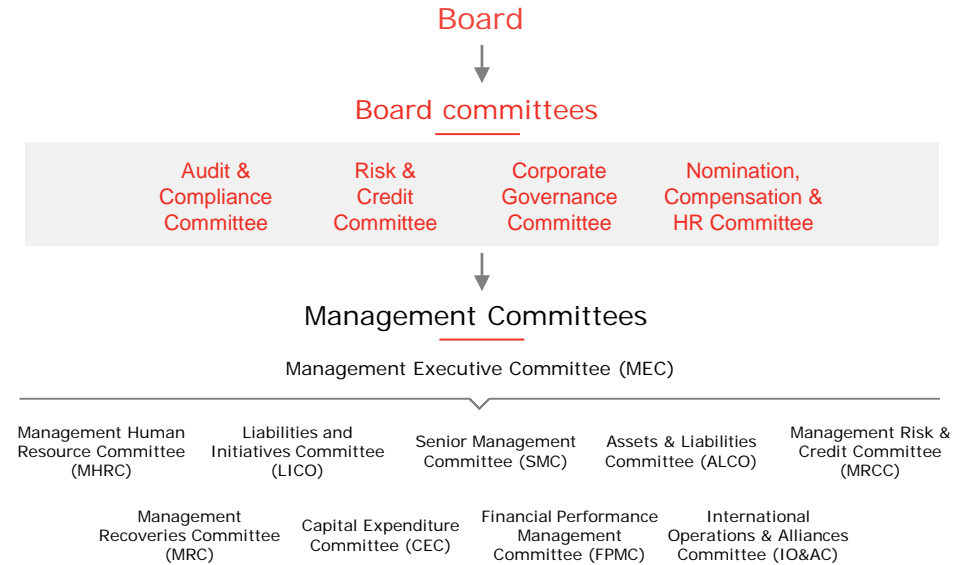 Board
Board committees
Audit &
Compliance
Committee
Risk &
Credit
Committee
Corporate
Governance
Committee
Nomination,
Compensation &
HR Committee
Management Committees
Management Executive Committee (MEC)
Management Human
Resource Committee
(MHRC)
Liabilities and
Initiatives Committee
(LICO)
Senior Management
Committee (SMC)
Assets & Liabilities
Committee (ALCO)
Management Risk &
Credit Committee
(MRCC)
Management
Recoveries Committee
(MRC)
Capital Expenditure
Committee (CEC)
Financial Performance
Management
Committee (FPMC)
International
Operations & Alliances
Committee (IO&AC)